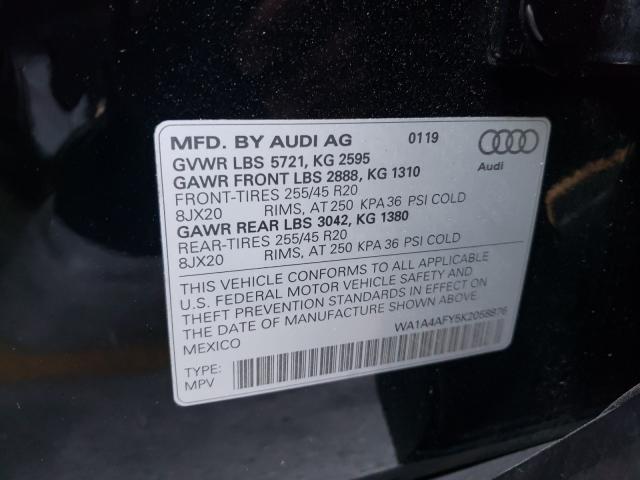 MFD. BY AUDI AG 0119
GVWR LBS 5721, KG 2595
GAWR FRONT LBS 2888, KG 1310
FRONT-TIRES 255/45 R20
8JX20 RIMS, AT 250 KPA 36 PSI COLD
GAWR REAR LBS 3042, KG 1380
REAR-TIRES 255/45 R20
8JX20 RIMS, AT 250 KPA 36 PSI COLD
Audi
THIS VEHICLE CONFORMS TO ALL APPLICABLE
U.S. FEDERAL MOTOR VEHICLE SAFETY AND
THEFT PREVENTION STANDARDS IN EFFECT ON
THE DATE OF MANUFACTURE SHOWN ABOVE
MEXICO
WA1A4AFY5K2058876
TYPE:
MPV